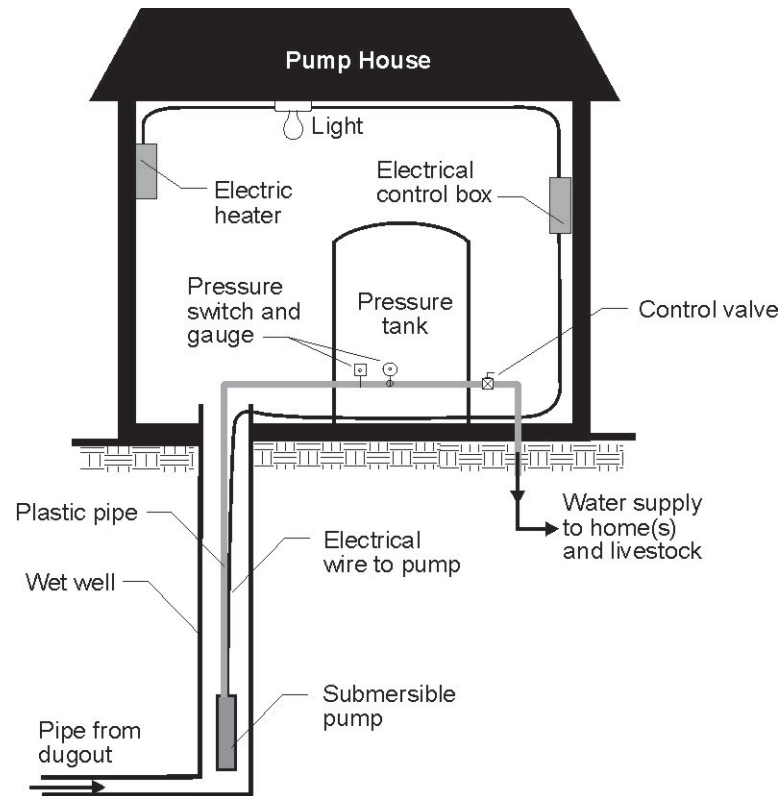 Pump House
Light
Electric
heater
Electrical
control box
Pressure
switch and
gauge
Pressure
tank
Control valve
Plastic pipe
Electrical
wire to pump
Water supply
to home(s)
and livestock
Wet well
Submersible
pump
Pipe from
dugout